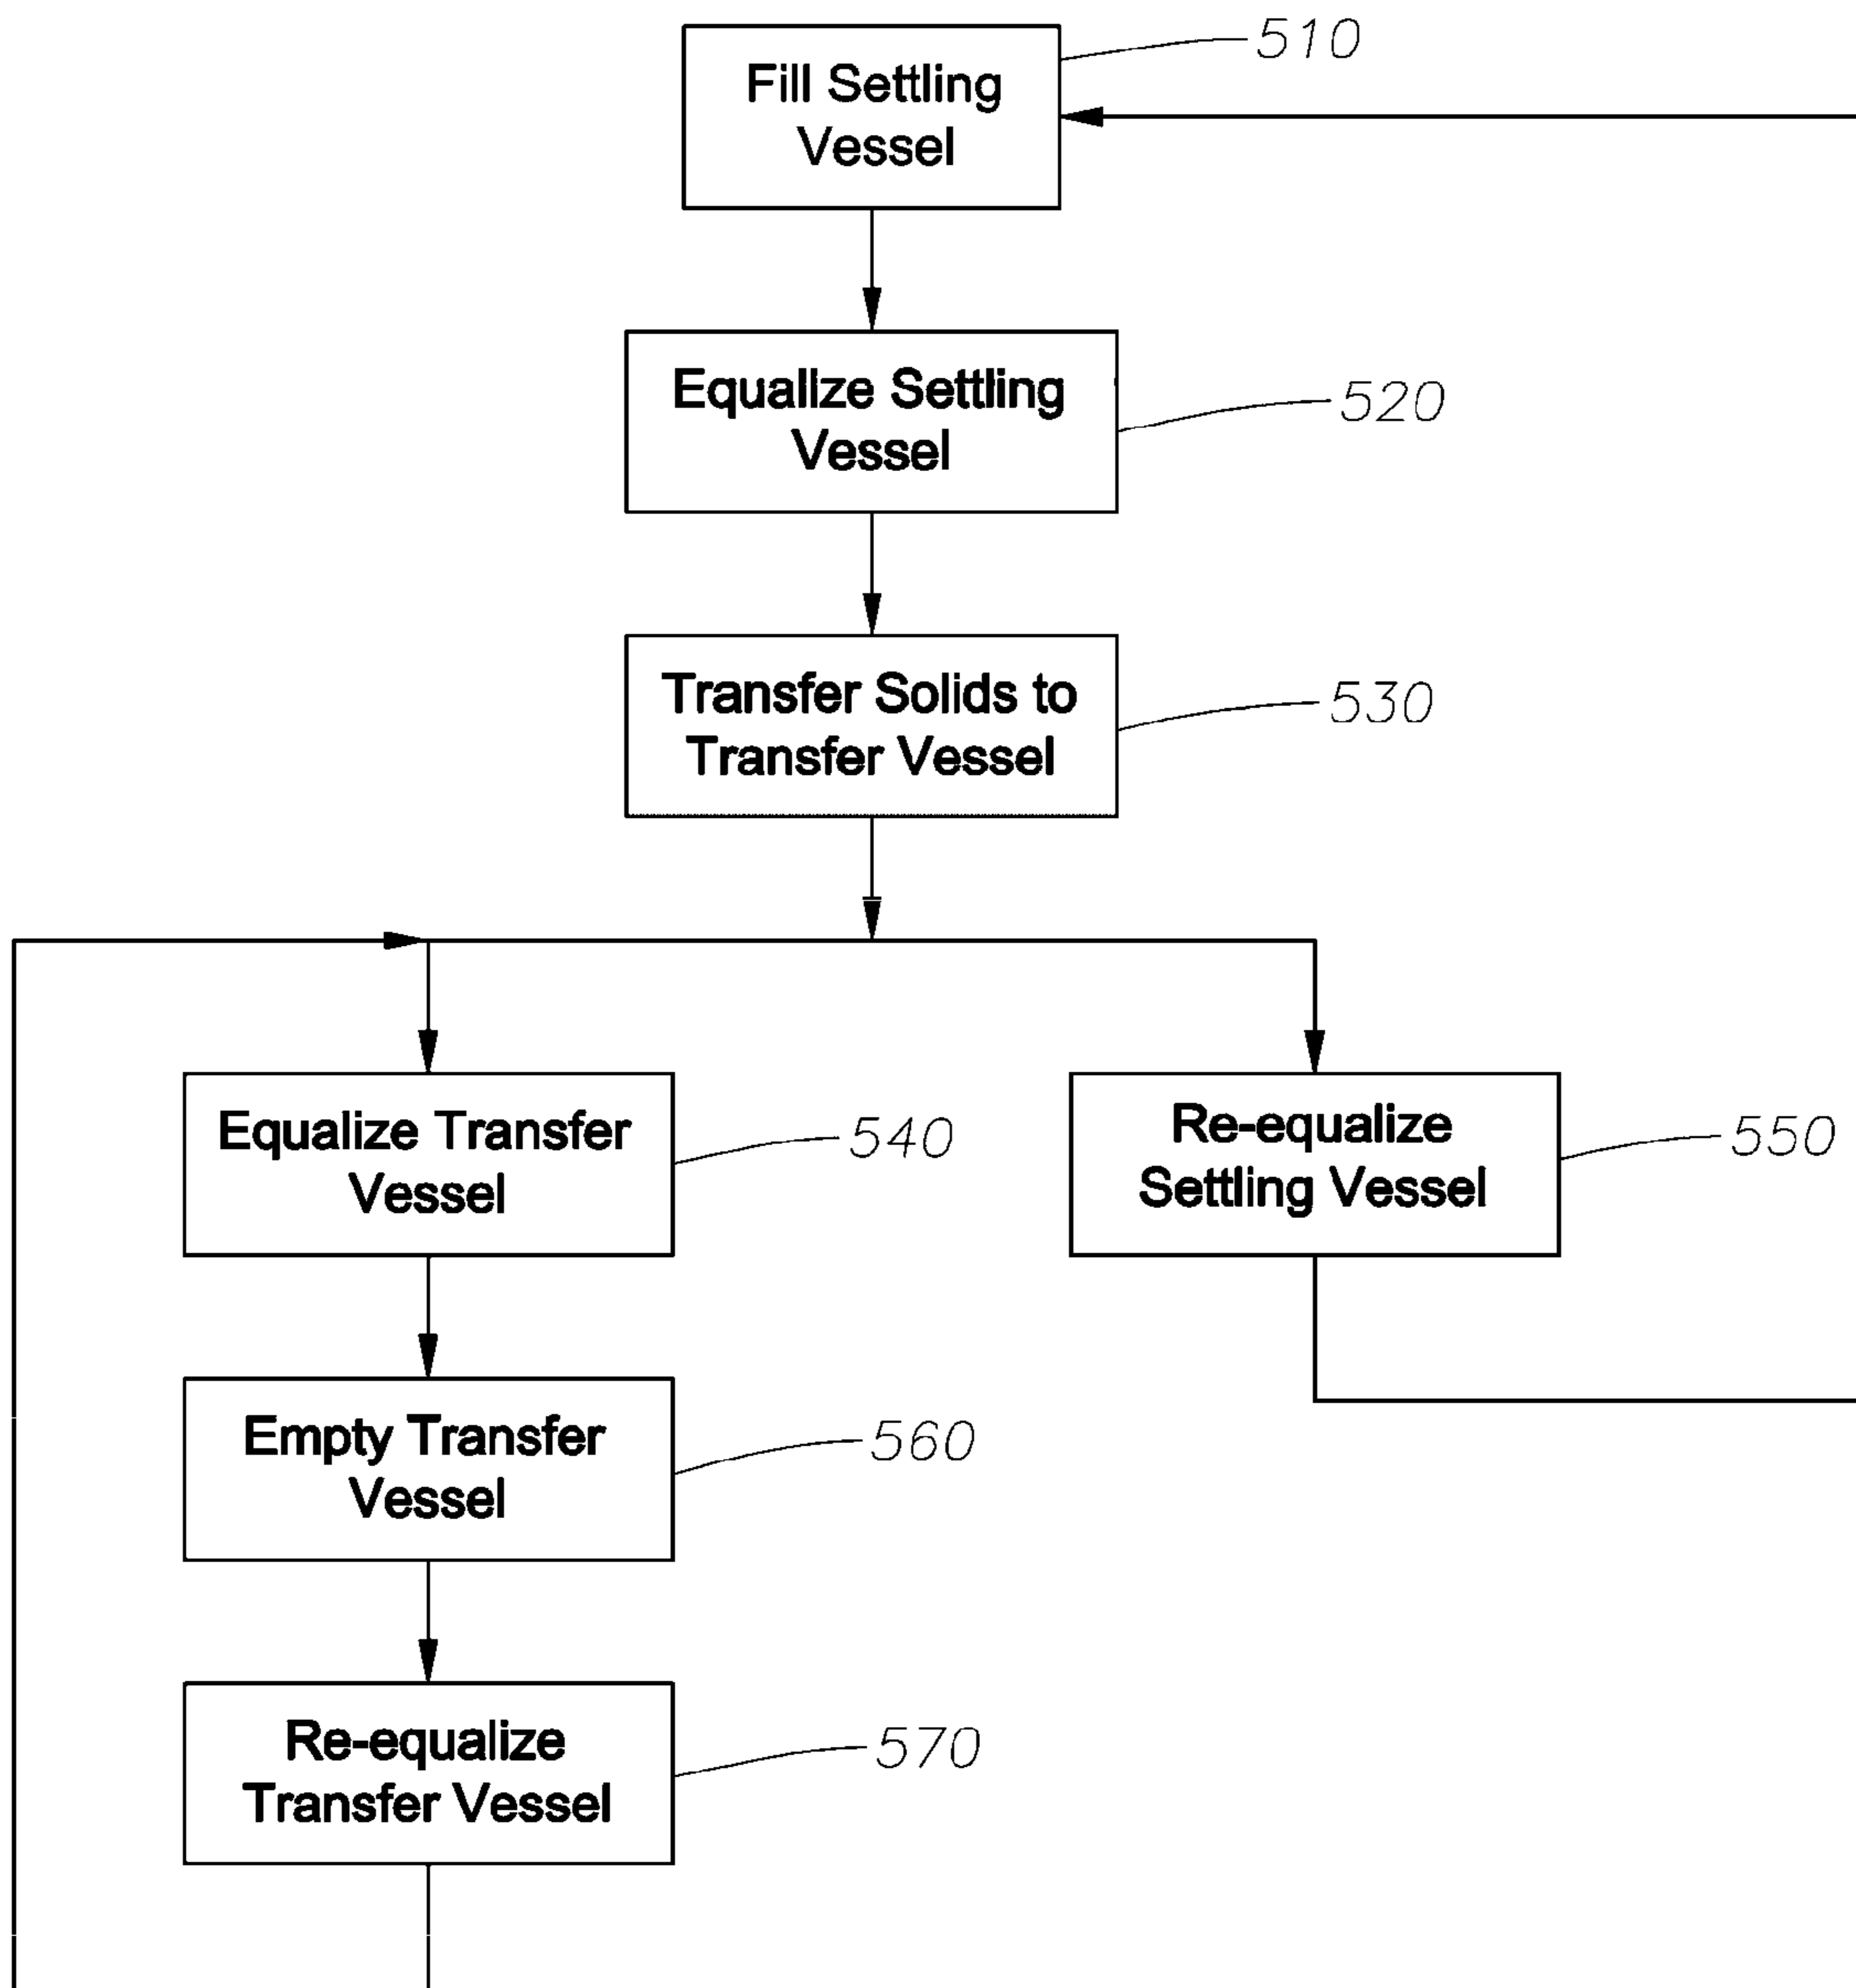 Fill Settling
Vessel
510
Equalize Settling
Vessel
520
Transfer Solids to
Transfer Vessel
530
Equalize Transfer
Vessel
540
Re-equalize
Settling Vessel
550
Empty Transfer
Vessel
560
Re-equalize
Transfer Vessel
570